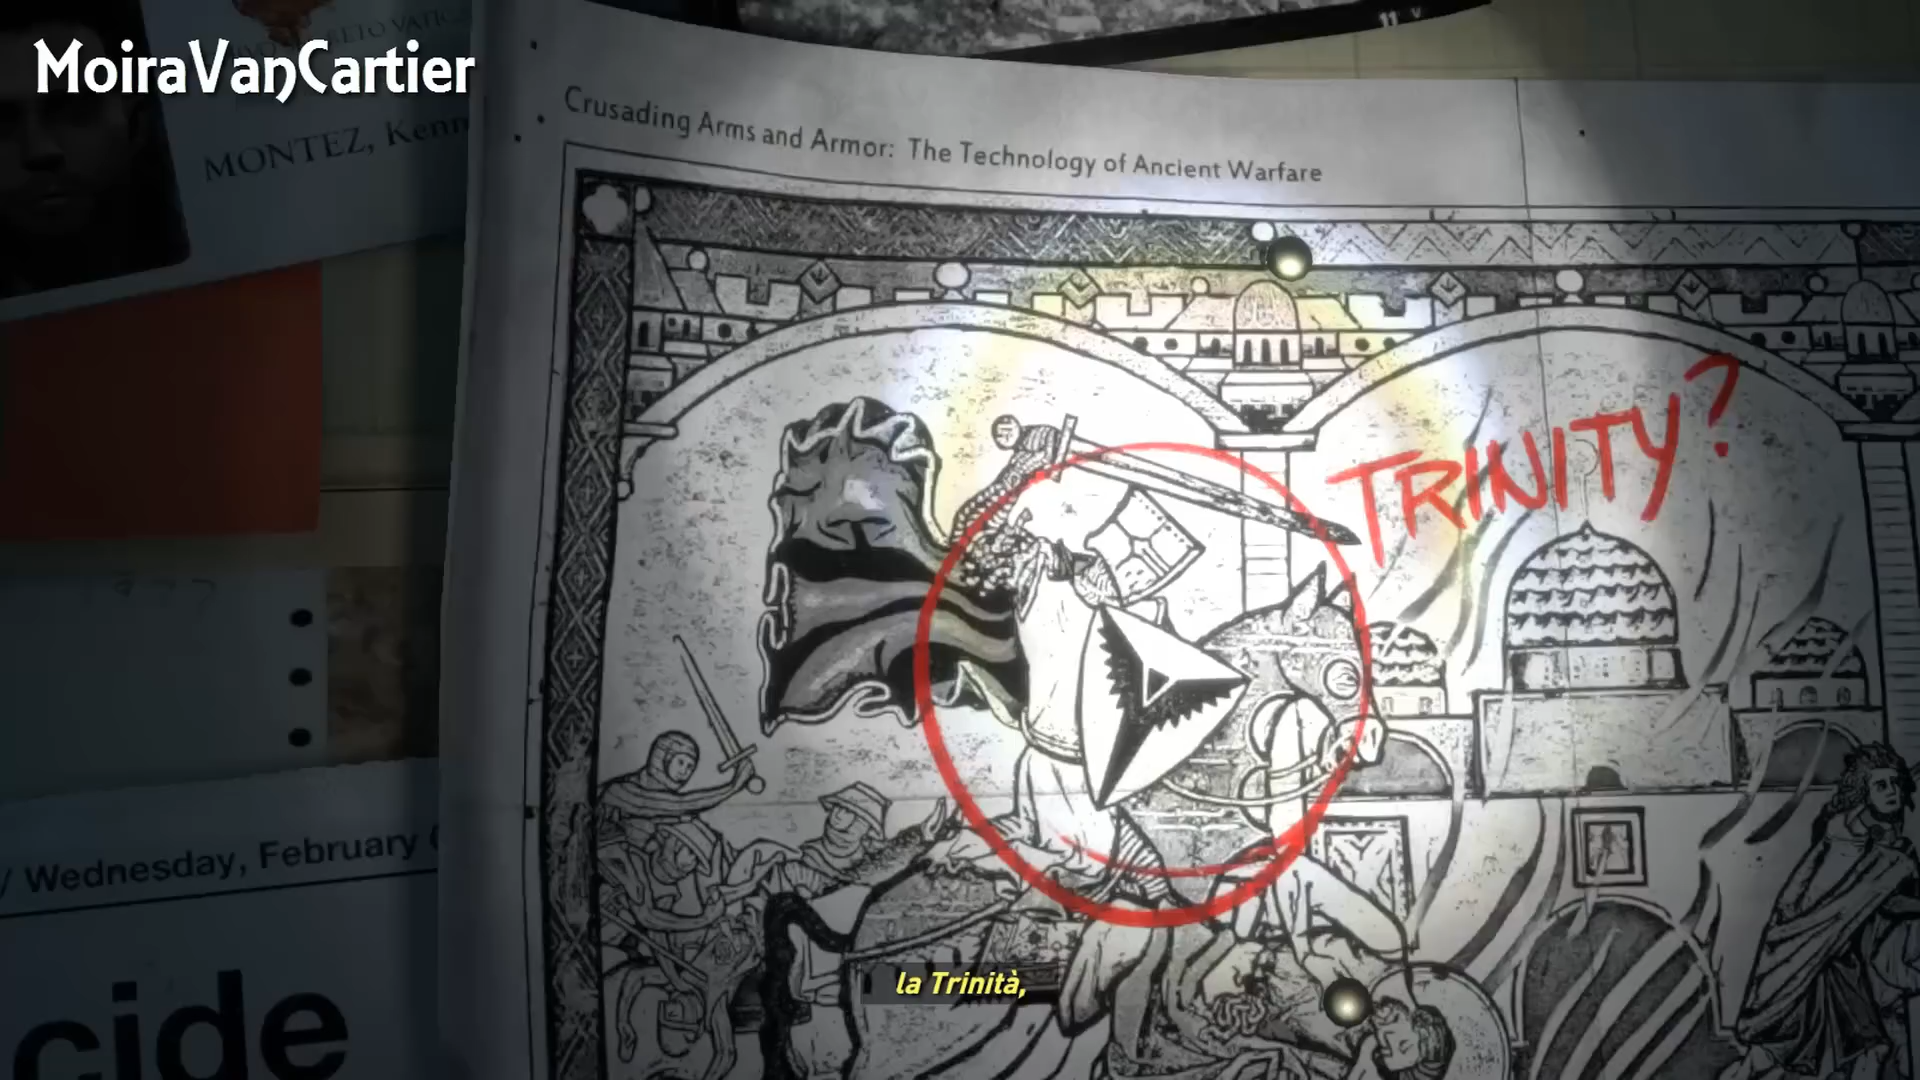 MoiraVanCartier
MONTEZ, Kenn
Crusading Arms and Armor: The Technology of Ancient Warfare
TRINITY?
/ Wednesday, February
cide
la Trinità,